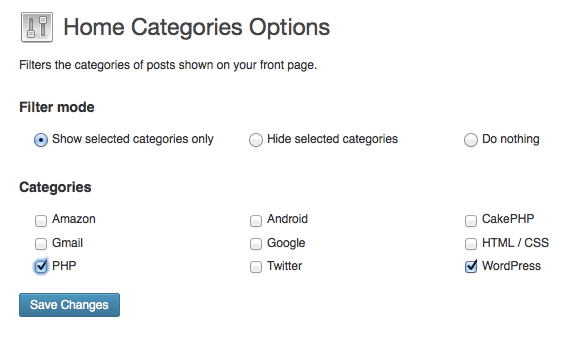 Home Categories Options
Filters the categories of posts shown on your front page.
Filter mode
Show selected categories only Hide selected categories Do nothing
Categories
Amazon Android CakePHP
Gmail Google HTML / CSS
PHP Twitter WordPress
Save Changes